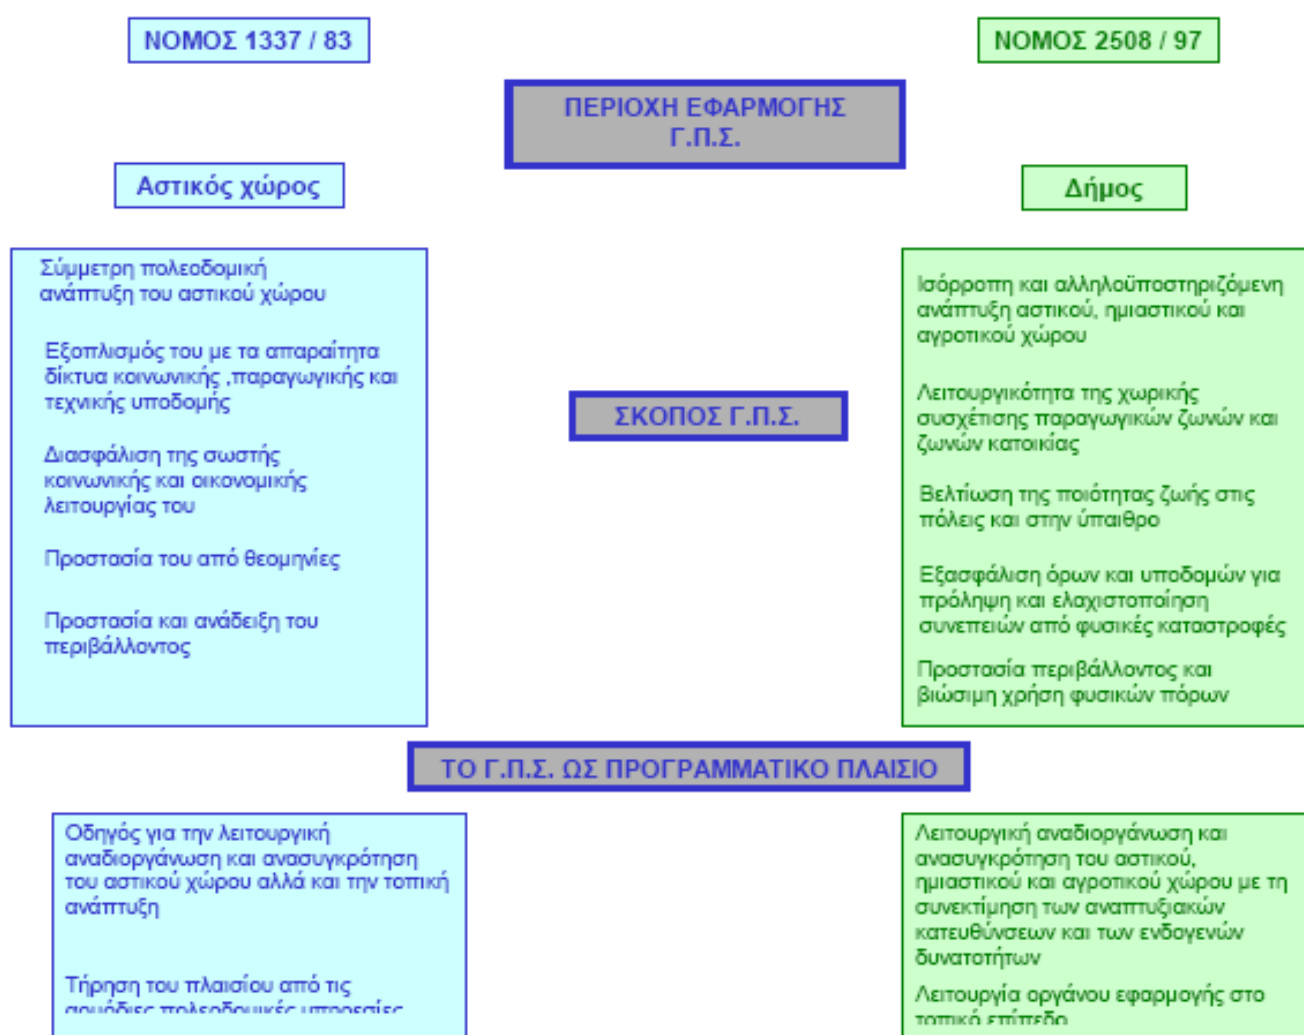 ΝΟΜΟΣ 1337 / 83
ΝΟΜΟΣ 2508 / 97
ΠΕΡΙΟΧΗ ΕΦΑΡΜΟΓΗΣ
Γ.Π.Σ.
Αστικός χώρος
Δήμος
Σύμμετρη πολεοδομική
ανάπτυξη του αστικού χώρου
Εξοπλισμός του με τα απαραίτητα
δίκτυα κοινωνικής ,παραγωγικής και
τεχνικής υποδομής
Διασφάλιση της σωστής
κοινωνικής και οικονομικής
λειτουργίας του
Προστασία του από θεομηνίες
Προστασία και ανάδειξη του
περιβάλλοντος
ΣΚΟΠΟΣ Γ.Π.Σ.
Ισόρροπη και αλληλοϋποστηριζόμενη
ανάπτυξη αστικού, ημιαστικού και
αγροτικού χώρου
Λειτουργικότητα της χωρικής
συσχέτισης παραγωγικών ζωνών και
ζωνών κατοικίας
Βελτίωση της ποιότητας ζωής στις
πόλεις και στην ύπαιθρο
Εξασφάλιση όρων και υποδομών για
πρόληψη και ελαχιστοποίηση
συνεπειών από φυσικές καταστροφές
Προστασία περιβάλλοντος και
βιώσιμη χρήση φυσικών πόρων
ΤΟ Γ.Π.Σ. ΩΣ ΠΡΟΓΡΑΜΜΑΤΙΚΟ ΠΛΑΙΣΙΟ
Οδηγός για την λειτουργική
αναδιοργάνωση και ανασυγκρότηση
του αστικού χώρου αλλά και την τοπική
ανάπτυξη
Τήρηση του πλαισίου από τις
αρμόδιες πολεοδομικές υπηρεσίες
Λειτουργική αναδιοργάνωση και
ανασυγκρότηση του αστικού,
ημιαστικού και αγροτικού χώρου με τη
συνεκτίμηση των αναπτυξιακών
κατευθύνσεων και των ενδογενών
δυνατοτήτων
Λειτουργία οργάνου εφαρμογής στο
τοπικό επίπεδο